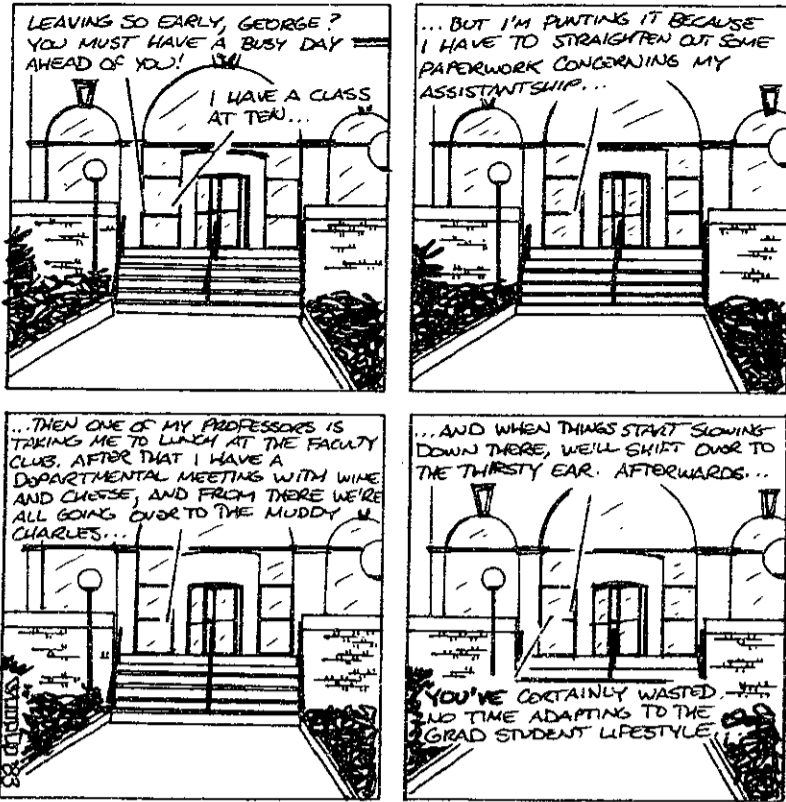 LEAVING SO EARLY, GEORGE?
YOU MUST HAVE A BUSY DAY
AHEAD OF YOU!
I HAVE A CLASS
AT TEN...
...BUT I'M PUNTING IT BECAUSE
I HAVE TO STRAIGHTEN OUT SOME
PAPERWORK CONCERNING MY
ASSISTANTSHIP...
...THEN ONE OF MY PROFESSORS IS
TAKING ME TO LUNCH AT THE FACULTY
CLUB. AFTER THAT I HAVE A
DEPARTMENTAL MEETING WITH WINE
AND CHEESE, AND FROM THERE WE'RE
ALL GOING OVER TO THE MUDDY
CHARLES...
...AND WHEN THINGS START SLOWING
DOWN THERE, WE'LL SHIFT OVER TO
THE THIRSTY EAR. AFTERWARDS...
YOU'VE CERTAINLY WASTED
NO TIME ADAPTING TO THE
GRAD STUDENT LIFESTYLE...